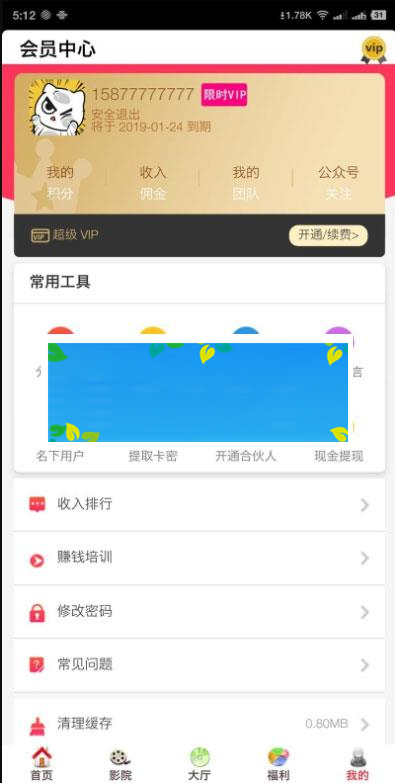 5:12
1.78K
31
会员中心
vip
15877777777 限时VIP
安全退出
将于 2019-01-24 到期
我的 收入 我的 公众号
积分 佣金 团队 关注
VIP 超级 VIP 开通/续费>
常用工具
言
名下用户 提取卡密 开通合伙人 现金提现
收入排行
赚钱培训
修改密码
常见问题
清理缓存 0.80MB
首页 影院 大厅 福利 我的